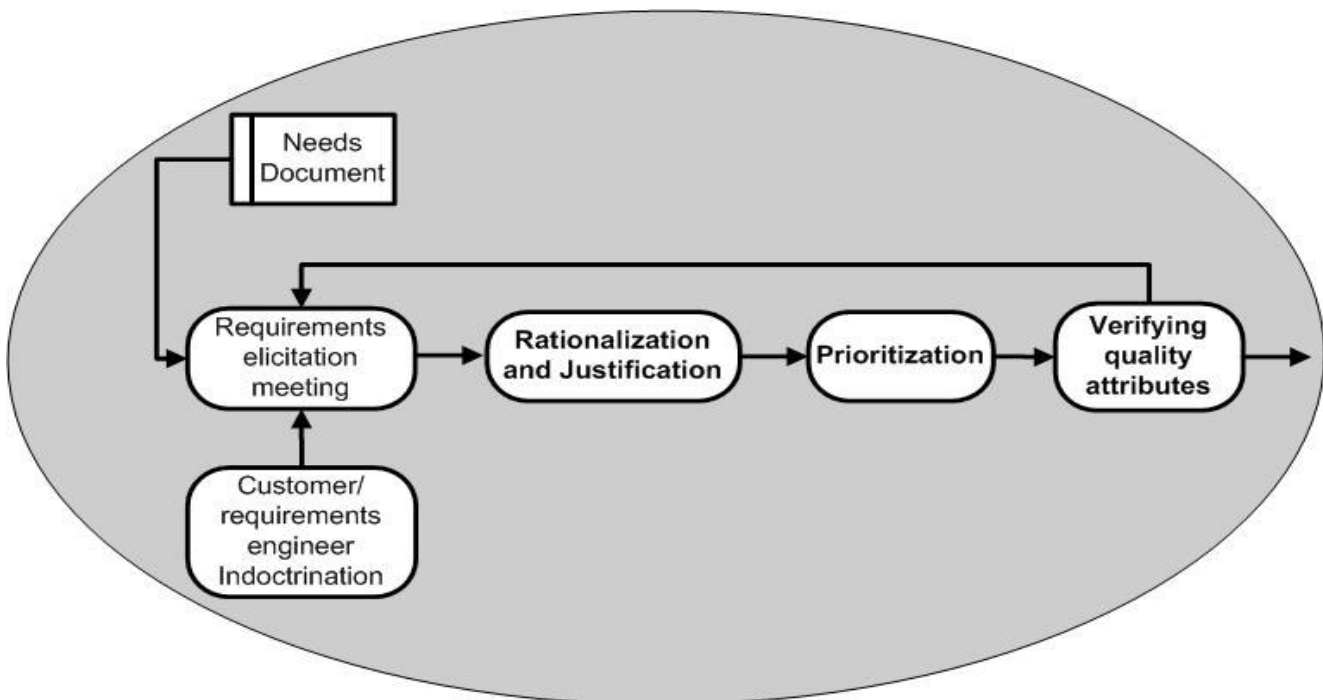 Needs
Document
Requirements
elicitation
meeting
Rationalization
and Justification
Prioritization
Verifying
quality
attributes
Customer/
requirements
engineer
Indoctrination